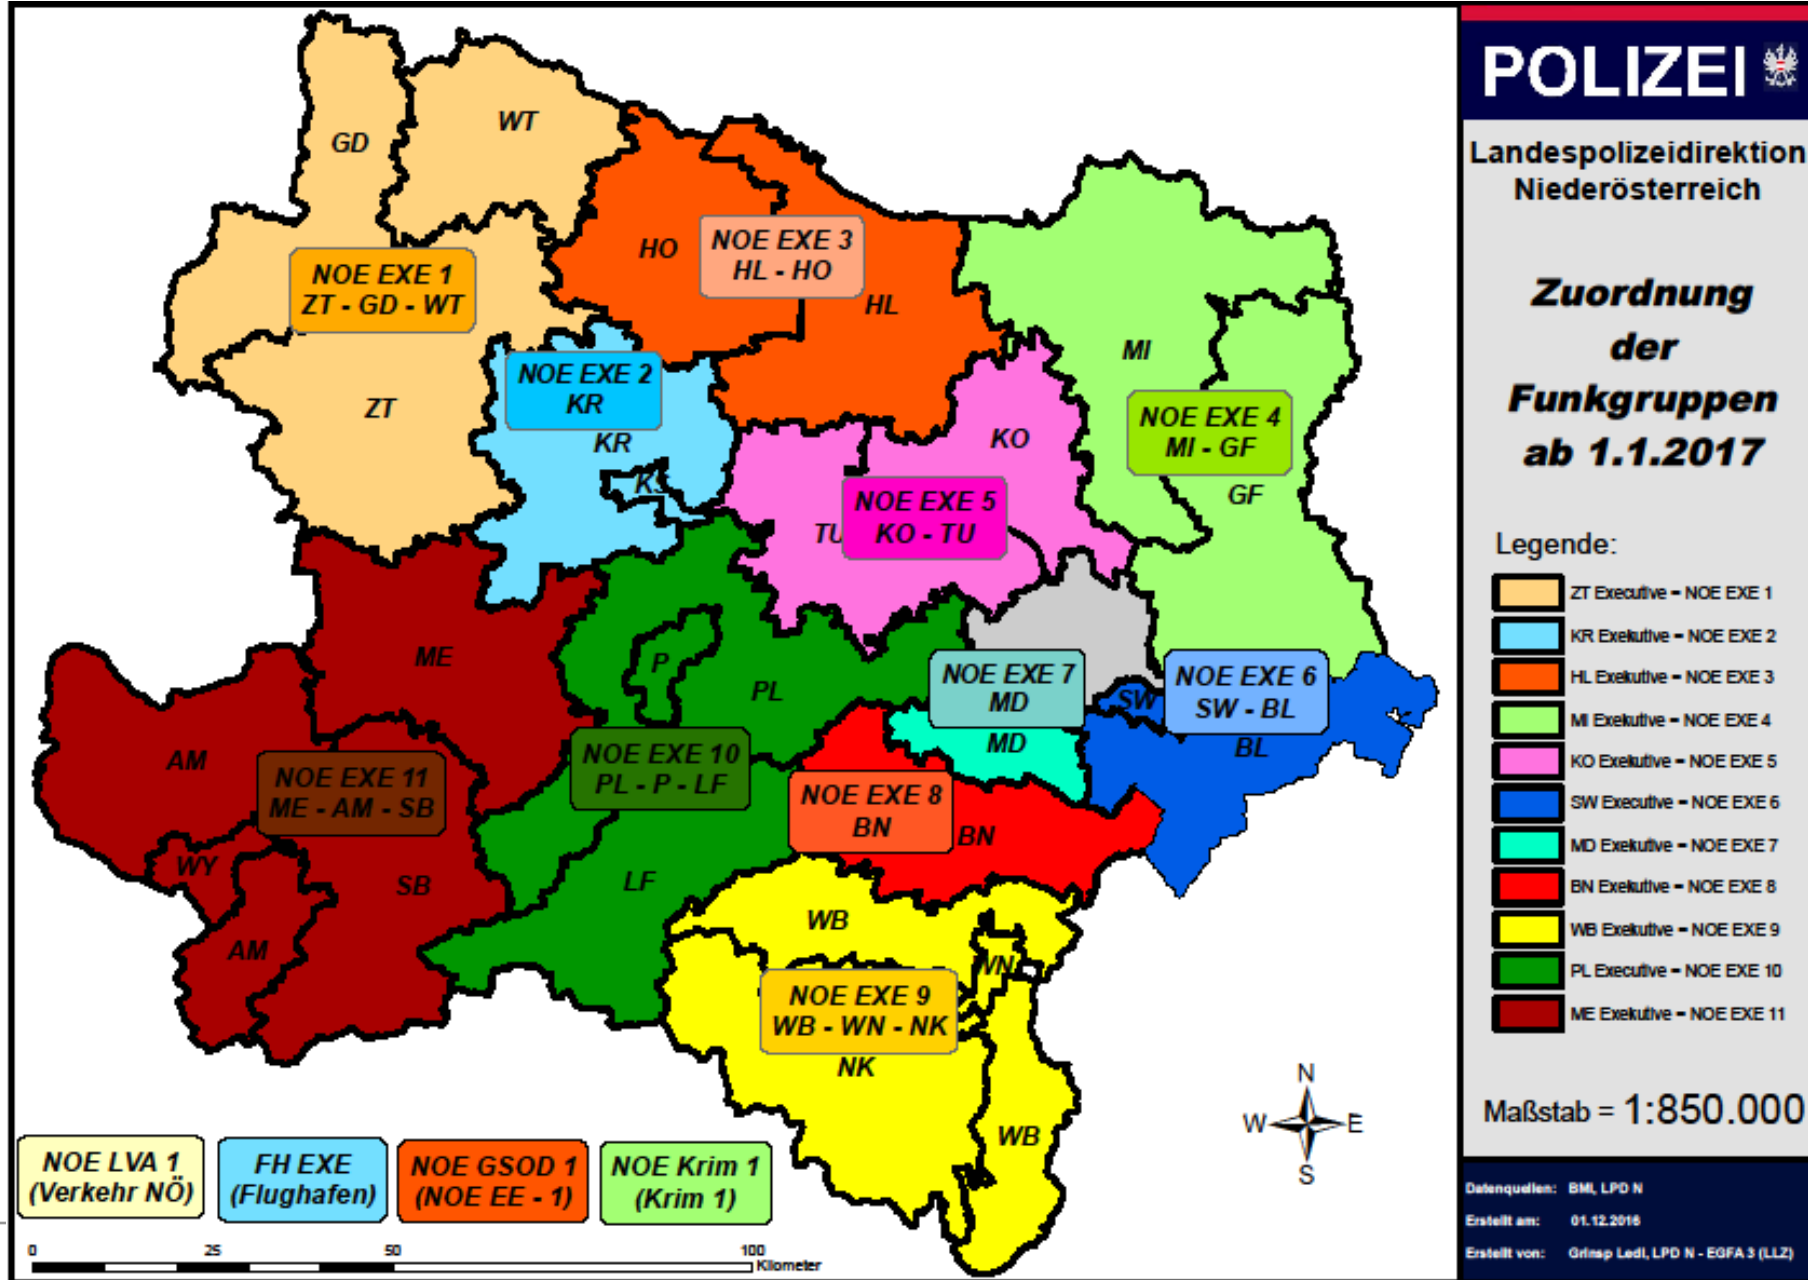 GD
WT
HO
NOE EXE 3
HL - HO
NOE EXE 1
ZT - GD - WT
HL
MI
NOE EXE 2
KR
ZT
KR
KO
NOE EXE 4
MI - GF
GF
NOE EXE 5
KO - TU
TU
ME
P
PL
NOE EXE 7
MD
NOE EXE 6
SW - BL
SW
MD
BL
AM
NOE EXE 11
ME - AM - SB
NOE EXE 10
PL - P - LF
NOE EXE 8
BN
BN
WY
SB
LF
AM
WB
WN
NOE EXE 9
WB - WN - NK
NK
WB
N
W
E
S
NOE LVA 1
(Verkehr NÖ)
FH EXE
(Flughafen)
NOE GSOD 1
(NOE EE - 1)
NOE Krim 1
(Krim 1)
0
25
50
100
Kilometer
POLIZEI
Landespolizeidirektion
Niederösterreich
Zuordnung
der
Funkgruppen
ab 1.1.2017
Legende:
ZT Executive = NOE EXE 1
KR Exekutive = NOE EXE 2
HL Exekutive = NOE EXE 3
MI Exekutive = NOE EXE 4
KO Exekutive = NOE EXE 5
SW Executive = NOE EXE 6
MD Exekutive = NOE EXE 7
BN Exekutive = NOE EXE 8
WB Exekutive = NOE EXE 9
PL Executive = NOE EXE 10
ME Exekutive = NOE EXE 11
Maßstab = 1:850.000
Datenquellen: BMI, LPD N
Erstellt am: 01.12.2016
Erstellt von: GrInsp Ledl, LPD N - EGFA 3 (LLZ)